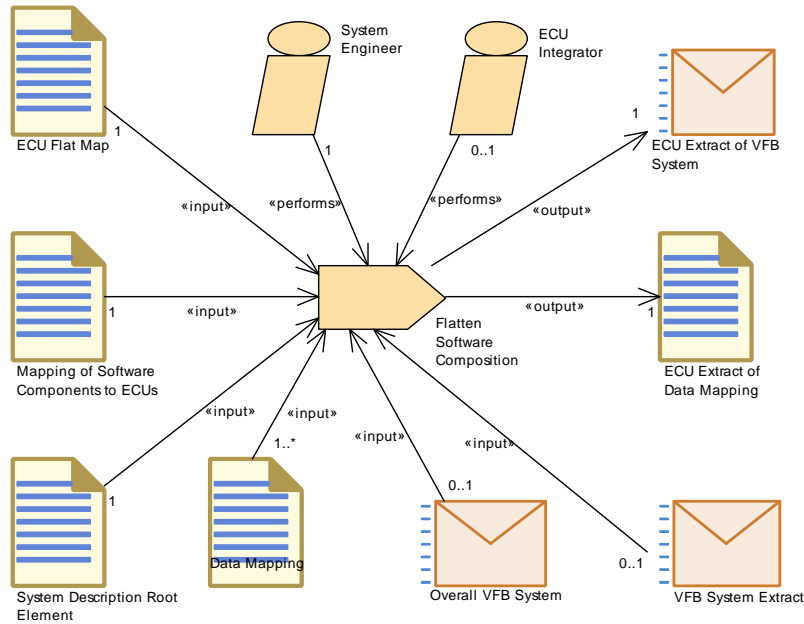 System
Engineer
ECU
Integrator
1
ECU Flat Map
1
0..1
1
ECU Extract of VFB
System
«input»
«performs»
«performs»
«output»
1
Mapping of Software
Components to ECUs
«input»
Flatten
Software
Composition
«output»
1
ECU Extract of
Data Mapping
«input»
«input»
«input»
«input»
1
1..*
0..1
0..1
System Description Root
Element
Data Mapping
Overall VFB System
VFB System Extract